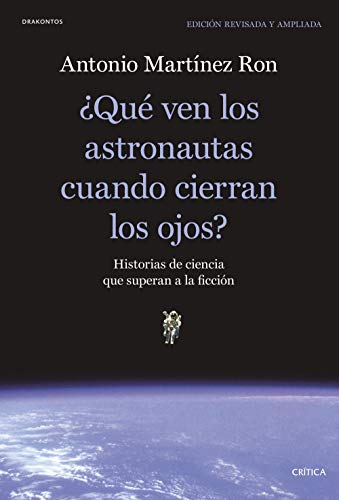 DRAKONTOS
EDICIÓN REVISADA Y AMPLIADA
Antonio Martínez Ron
¿Qué ven los
astronautas
cuando cierran
los ojos?
Historias de ciencia
que superan a la ficción
CRÍTICA